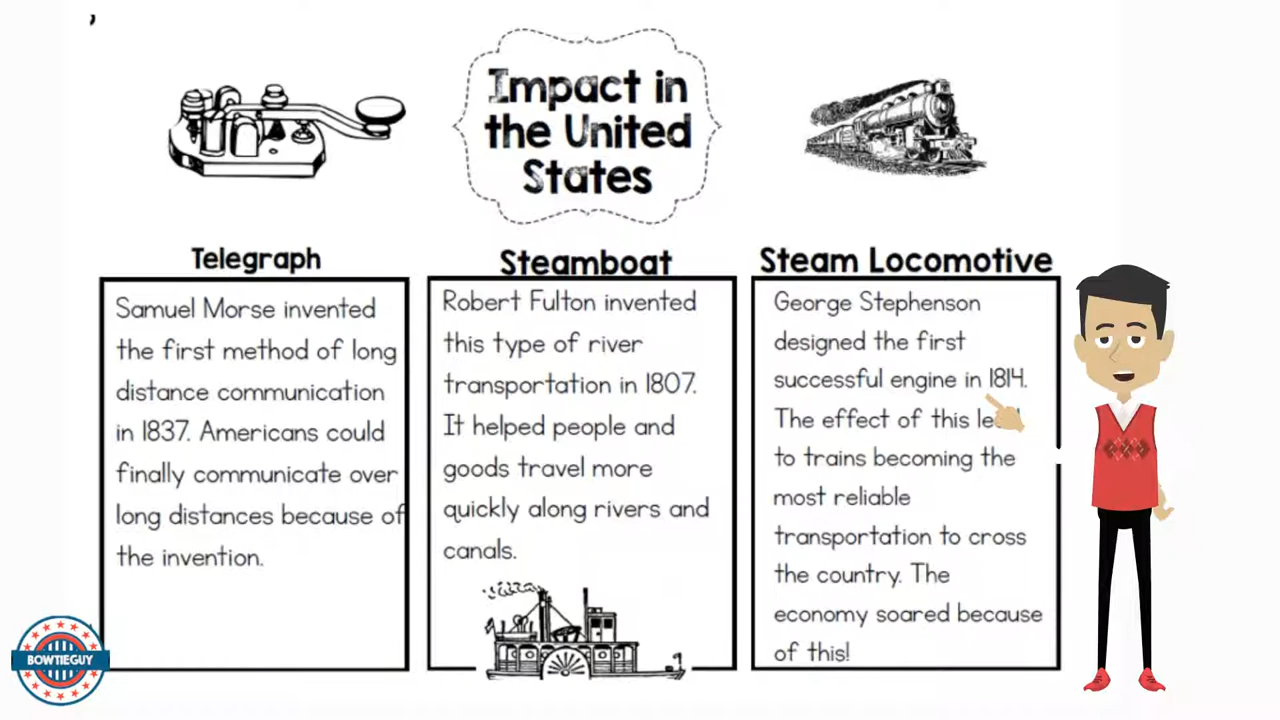 ,
Impact in
the United
States
Telegraph
Samuel Morse invented
the first method of long
distance communication
in 1837. Americans could
finally communicate over
long distances because of
the invention.
Steamboat
Robert Fulton invented
this type of river
transportation in 1807.
It helped people and
goods travel more
quickly along rivers and
canals.
Steam Locomotive
George Stephenson
designed the first
successful engine in 1814.
The effect of this
to trains becoming the
most reliable
transportation to cross
the country. The
economy soared because
of this!
BOWTIEGUY